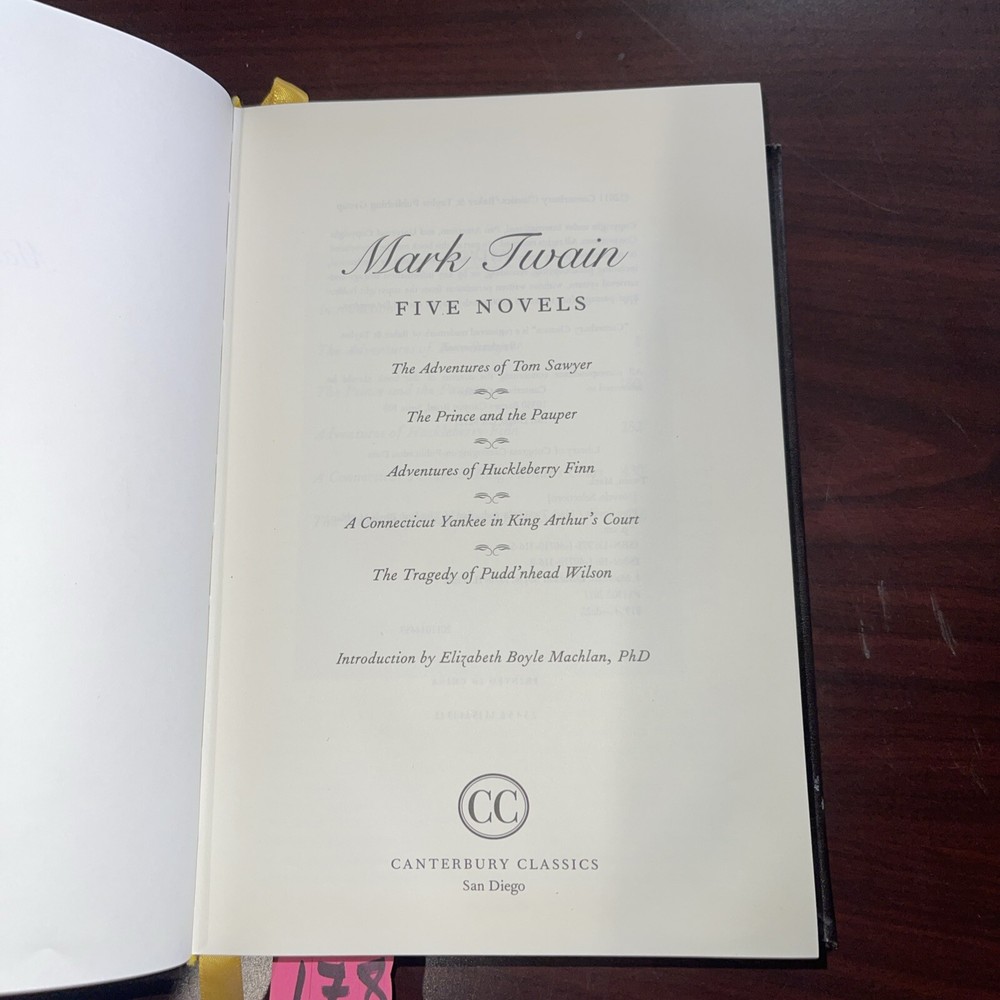 Mark Twain
FIVE NOVELS
The Adventures of Tom Sawyer
The Prince and the Pauper
Adventures of Huckleberry Finn
A Connecticut Yankee in King Arthur's Court
The Tragedy of Pudd'nhead Wilson
Introduction by Elizabeth Boyle Machlan, PhD
CC
CANTERBURY CLASSICS
San Diego
178